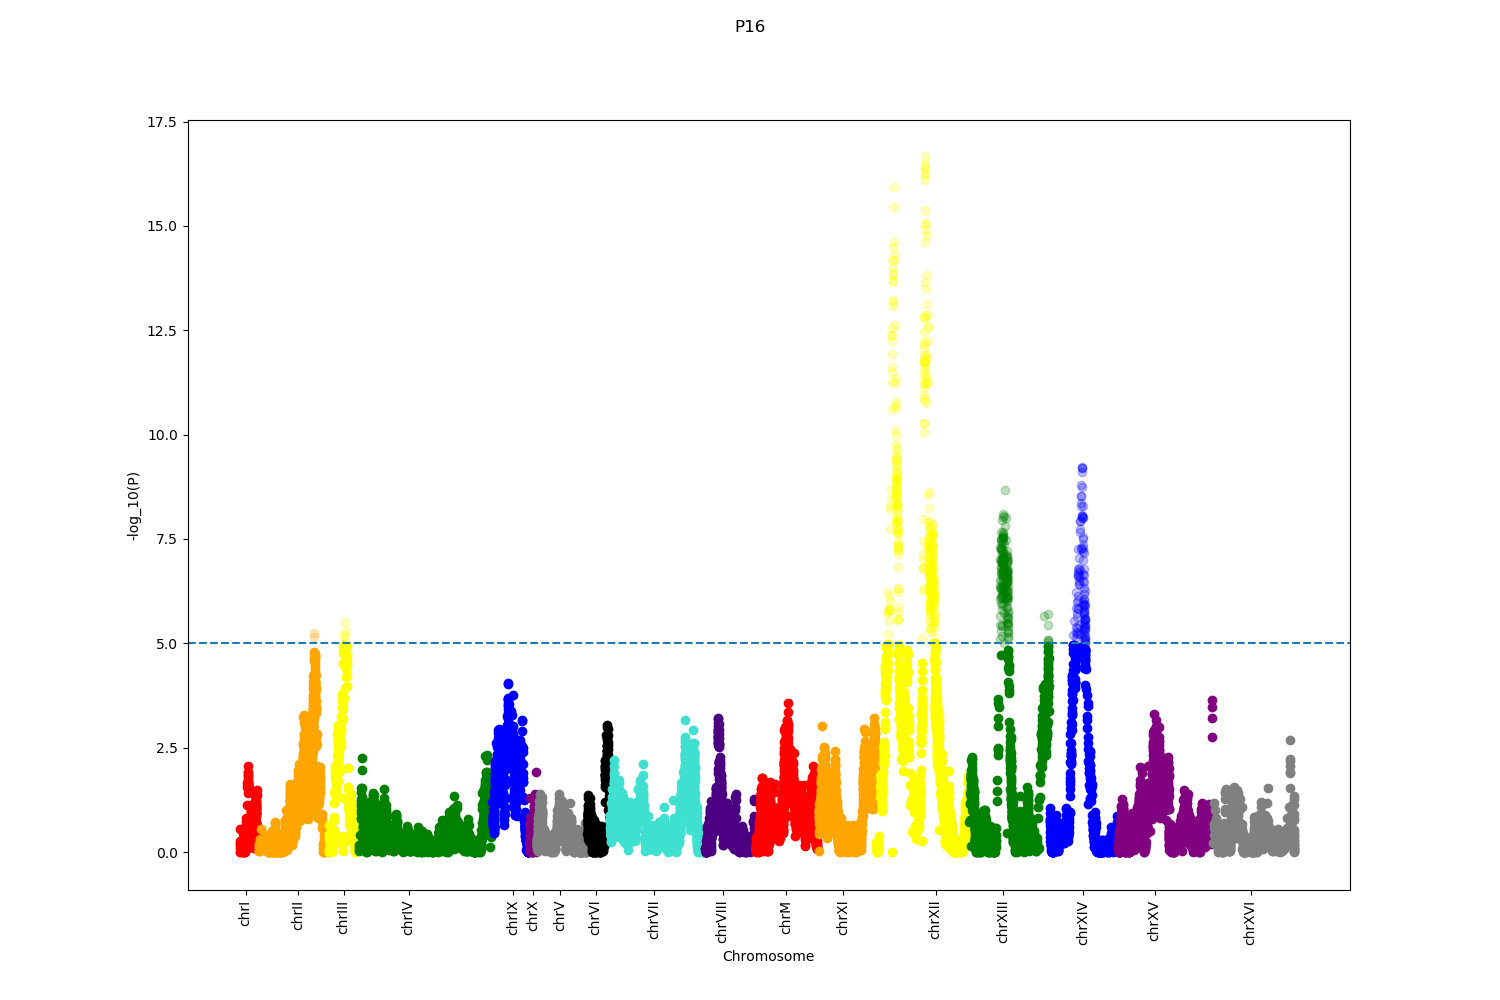 P16
17.5
15.0
12.5
10.0
7.5
5.0
2.5
0.0
-log_10(P)
chrI
chrII
chrIII
chrIV
chrIX
chrX
chrV
chrVI
chrVII
chrVIII
chrM
chrXI
chrXII
chrXIII
chrXIV
chrXV
chrXVI
Chromosome